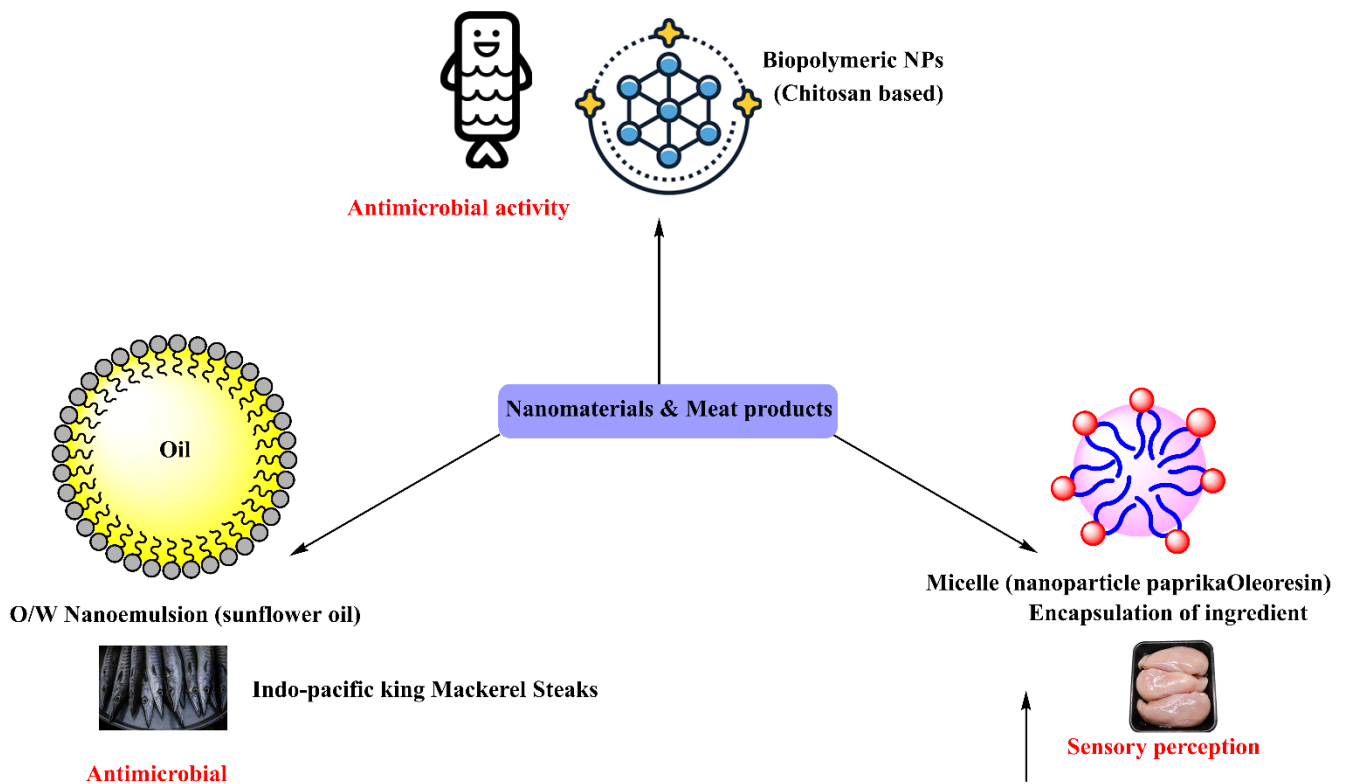 Biopolymeric NPs
(Chitosan based)
Antimicrobial activity
Nanomaterials & Meat products
Oil
O/W Nanoemulsion (sunflower oil)
Indo-pacific king Mackerel Steaks
Antimicrobial
Micelle (nanoparticle paprikaOleoresin)
Encapsulation of ingredient
Sensory perception